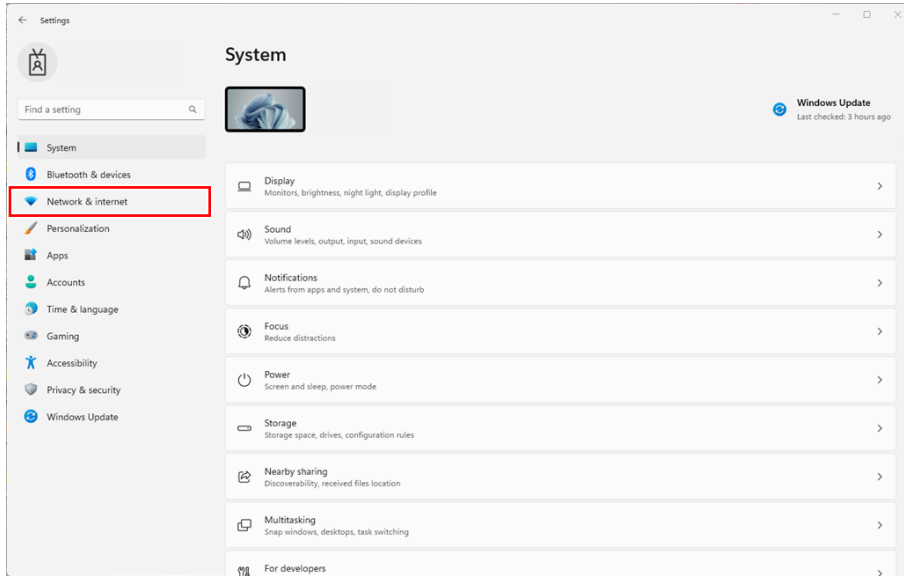 Settings
System
Find a setting
Windows Update
Last checked: 3 hours ago
System
Bluetooth & devices
Network & internet
Personalization
Apps
Accounts
Time & language
Gaming
Accessibility
Privacy & security
Windows Update
Display
Monitors, brightness, night light, display profile
Sound
Volume levels, output, input, sound devices
Notifications
Alerts from apps and system, do not disturb
Focus
Reduce distractions
Power
Screen and sleep, power mode
Storage
Storage space, drives, configuration rules
Nearby sharing
Discoverability, received files location
Multitasking
Snap windows, desktops, task switching
For developers